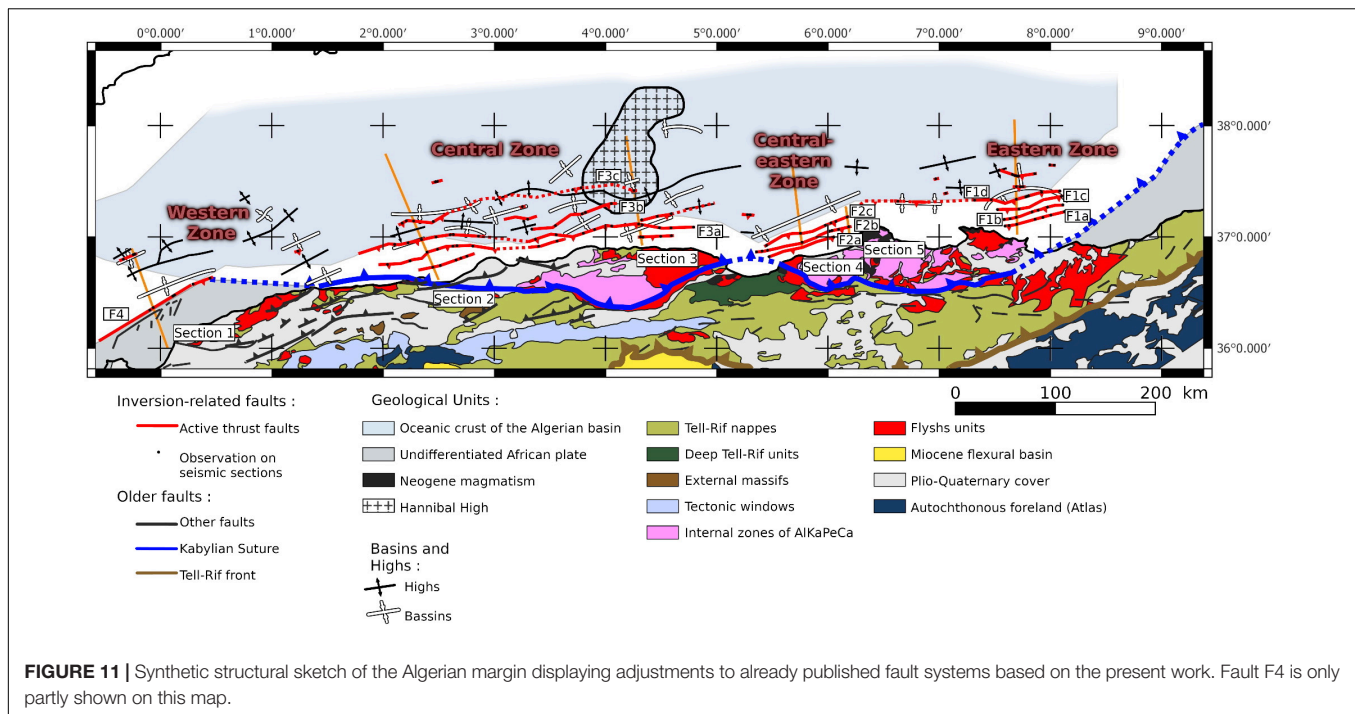 0°0.000’ 1°0.000’ 2°0.000’ 3°0.000’ 4°0.000’ 5°0.000’ 6°0.000’ 7°0.000’ 8°0.000’ 9°0.000’
38°0.000’
37°0.000’
36°0.000’
Western
Zone
Central Zone
Central-
eastern
Zone
Eastern Zone
F3c
F3b
F3a
F2c
F2b
F2a
F1d
F1c
F1b
F1a
F4
Section 1
Section 2
Section 3
Section 4
Section 5
0 100 200 km
Inversion-related faults :
Active thrust faults
Observation on
seismic sections
Older faults :
Other faults
Kabylian Suture
Tell-Rif front
Geological Units :
Oceanic crust of the Algerian basin
Undifferentiated African plate
Neogene magmatism
Hannibal High
Basins and
Highs :
Highs
Bassins
Tell-Rif nappes
Deep Tell-Rif units
External massifs
Tectonic windows
Internal zones of AlKaPeCa
Flyshs units
Miocene flexural basin
Plio-Quaternary cover
Autochthonous foreland (Atlas)
FIGURE 11 | Synthetic structural sketch of the Algerian margin displaying adjustments to already published fault systems based on the present work. Fault F4 is only
partly shown on this map.